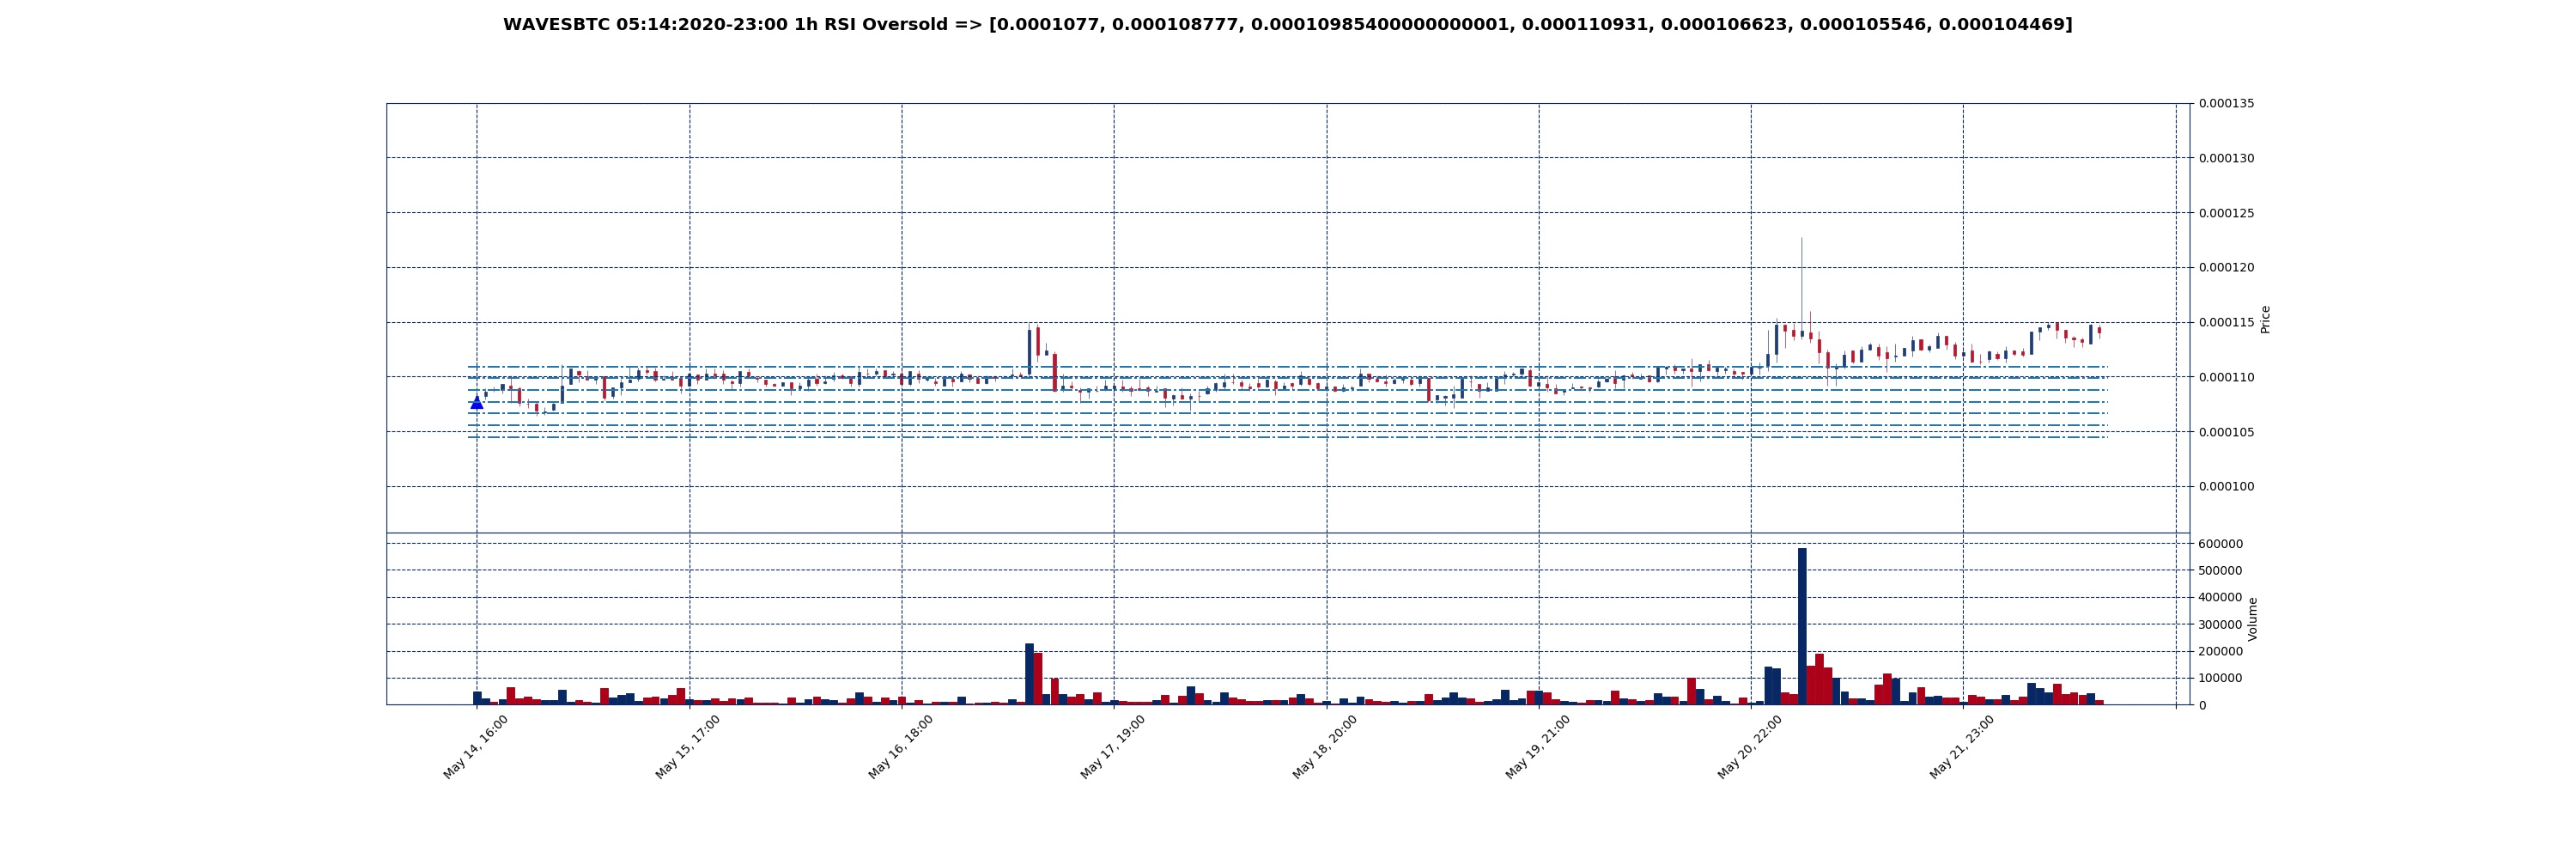 WAVESBTC 05:14:2020-23:00 1h RSI Oversold => [0.0001077, 0.000108777, 0.00010985400000000001, 0.000110931, 0.000106623, 0.000105546, 0.000104469]
0.000135
0.000130
0.000125
0.000120
0.000115
0.000110
0.000105
0.000100
Price
600000
500000
400000
300000
200000
100000
0
Volume
May 14, 16:00
May 15, 17:00
May 16, 18:00
May 17, 19:00
May 18, 20:00
May 19, 21:00
May 20, 22:00
May 21, 23:00